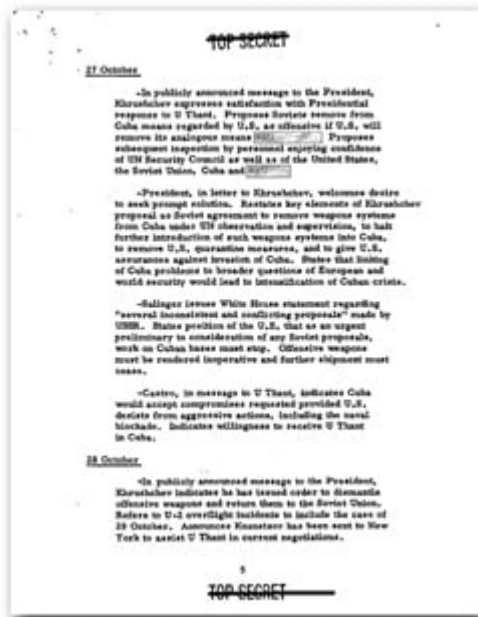 TOP SECRET
27 October
-In publicly announced message to the President,
Khrushchev expresses satisfaction with Presidential
response to U Thant. Proposes Soviets remove from
Cuba means regarded by U.S. as offensive if U.S. will
remove its analogous means Proposes
subsequent inspection by personnel enjoying confidence
of UN Security Council as well as of the United States,
the Soviet Union, Cuba and
-President, in letter to Khrushchev, welcomes desire
to seek prompt solution. Restates key elements of Khrushchev
proposal as Soviet agreement to remove weapons systems
from Cuba under UN observation and supervision, to halt
further introduction of such weapons systems into Cuba,
to remove U.S. quarantine measures, and to give U.S.
assurances against invasion of Cuba. States that linking
of Cuba problems to broader questions of European and
world security would lead to intensification of Cuban crisis.
-Salinger issues White House statement regarding
"several inconsistent and conflicting proposals" made by
USSR. States position of the U.S. that as an urgent
preliminary to consideration of any Soviet proposals,
work on Cuban bases must stop. Offensive weapons
must be rendered inoperative and further shipment must
cease.
-Castro, in message to U Thant, indicates Cuba
would accept compromises requested provided U.S.
desists from aggressive actions, including the naval
blockade. Indicates willingness to receive U Thant
in Cuba.
28 October
-In publicly announced message to the President,
Khrushchev indicates he has issued order to dismantle
offensive weapons and return them to the Soviet Union.
Refers to U-2 overflight incidents to include the case of
October. Announces Kuznetsov has been sent to New
York to assist U Thant in current negotiations.
TOP SECRET